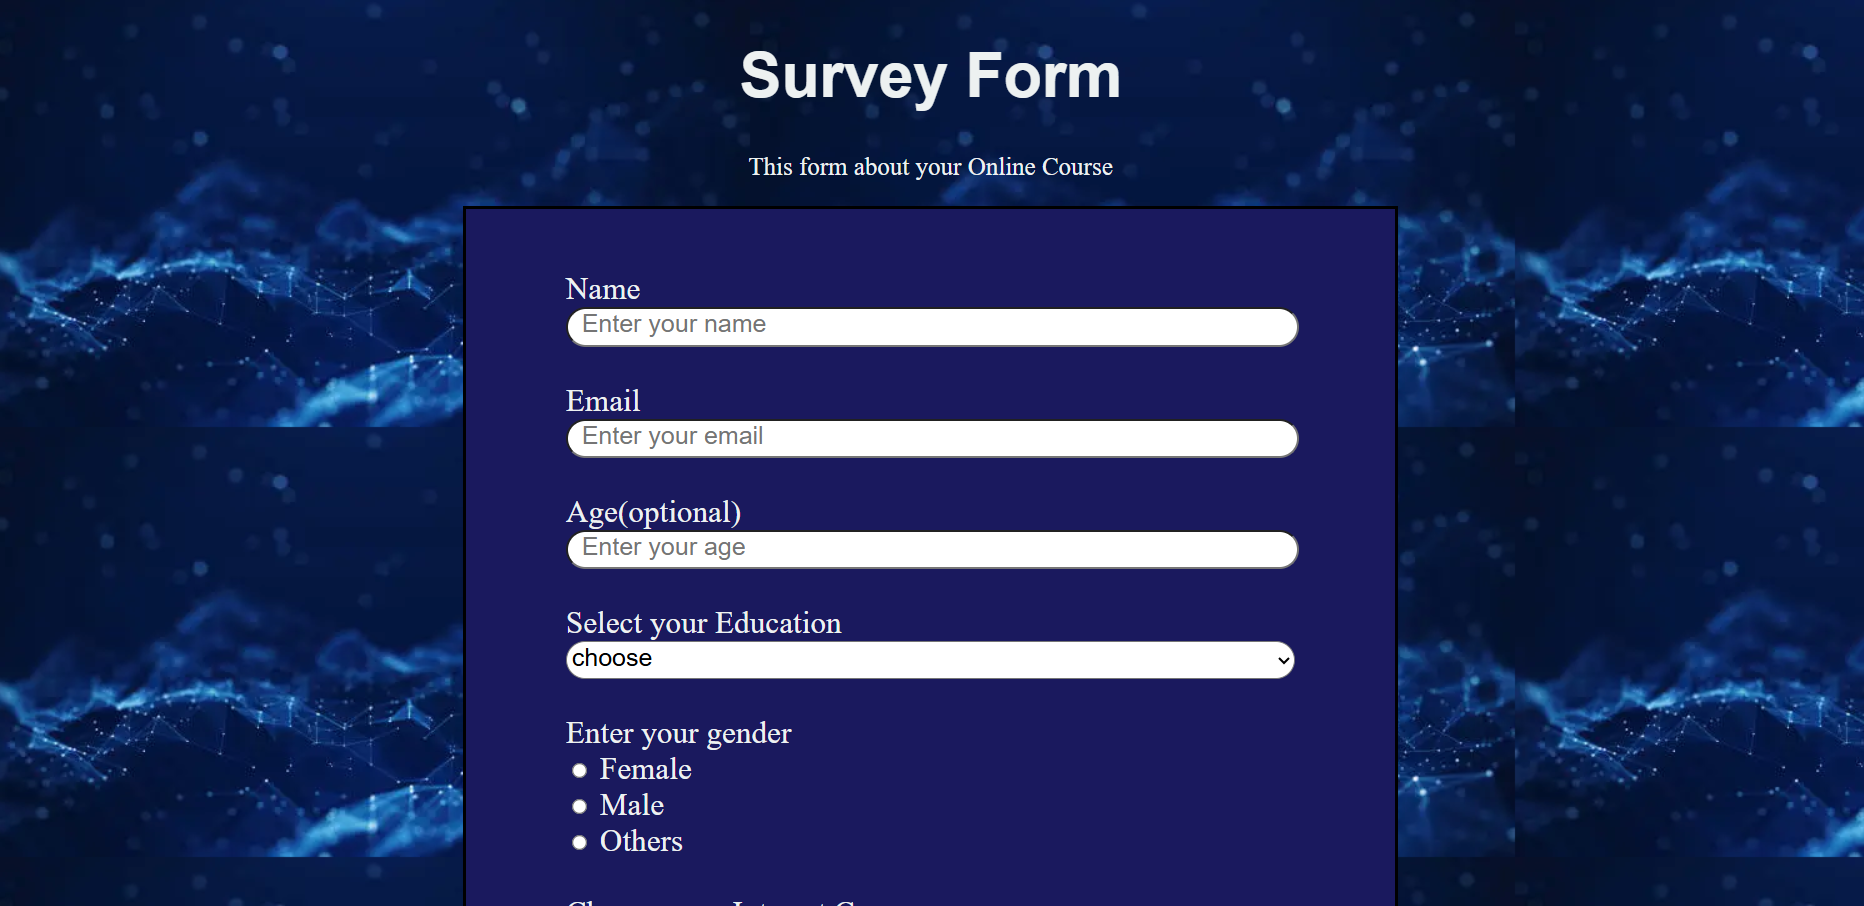 Survey Form
This form about your Online Course
Name
Enter your name
Email
Enter your email
Age(optional)
Enter your age
Select your Education
choose
Enter your gender
Female
Male
Others